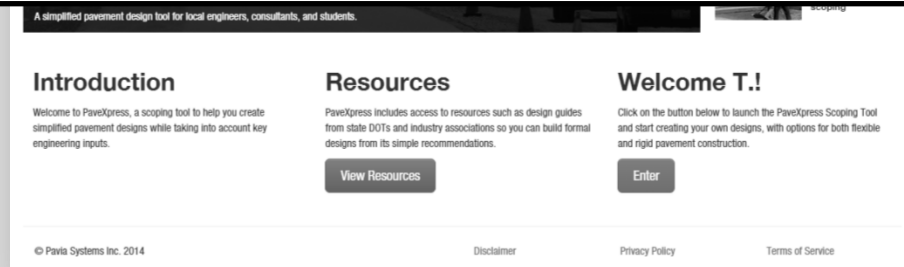 A simplified pavement design tool for local engineers, consultants, and students.
scoping
Introduction
Welcome to PaveXpress, a scoping tool to help you create
simplified pavement designs while taking into account key
engineering inputs.
Resources
PaveXpress includes access to resources such as design guides
from state DOTs and industry associations so you can build formal
designs from its simple recommendations.
View Resources
Welcome T.!
Click on the button below to launch the PaveXpress Scoping Tool
and start creating your own designs, with options for both flexible
and rigid pavement construction.
Enter
© Pavia Systems Inc. 2014
Disclaimer
Privacy Policy
Terms of Service